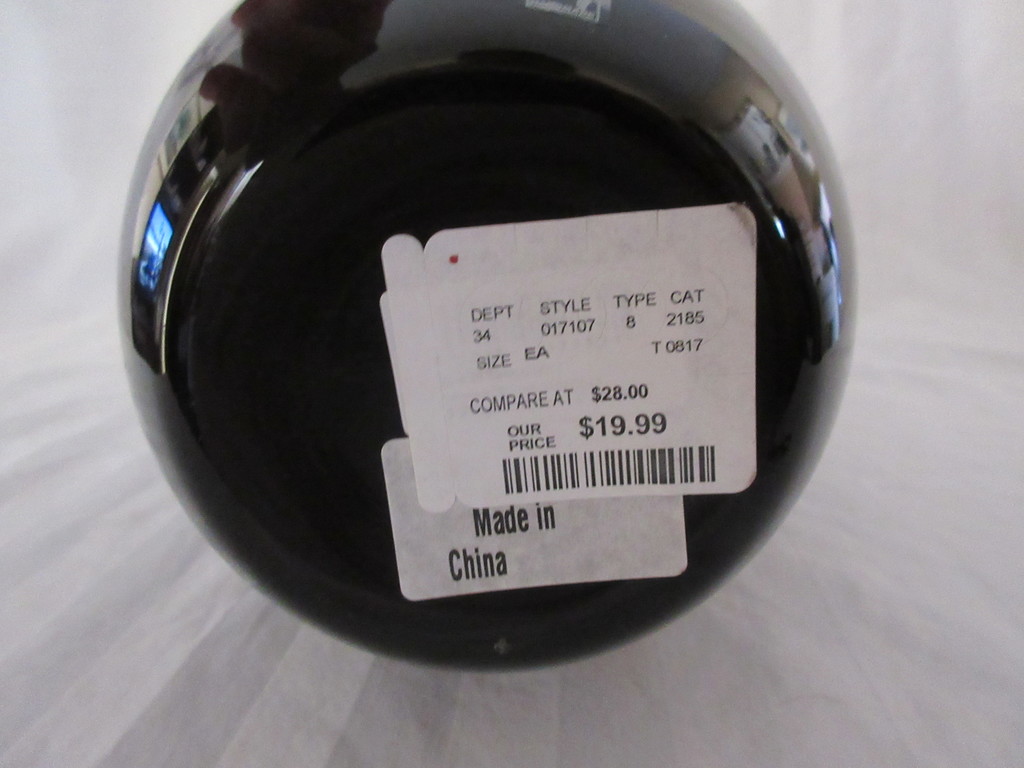 DEPT STYLE TYPE CAT
34 017107 8 2185
SIZE EA T 0817
COMPARE AT $28.00
OUR PRICE $19.99
Made in
China